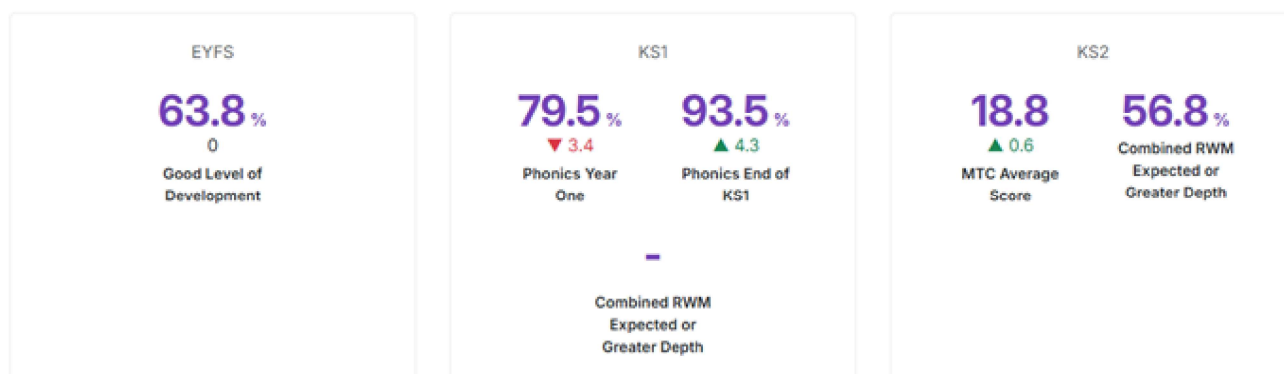 EYFS
63.8 %
0
Good Level of
Development
KS1
79.5 %
▼ 3.4
Phonics Year
One
93.5 %
▲ 4.3
Phonics End of
KS1
-
Combined RWM
Expected or
Greater Depth
KS2
18.8
▲ 0.6
MTC Average
Score
56.8 %
Combined RWM
Expected or
Greater Depth